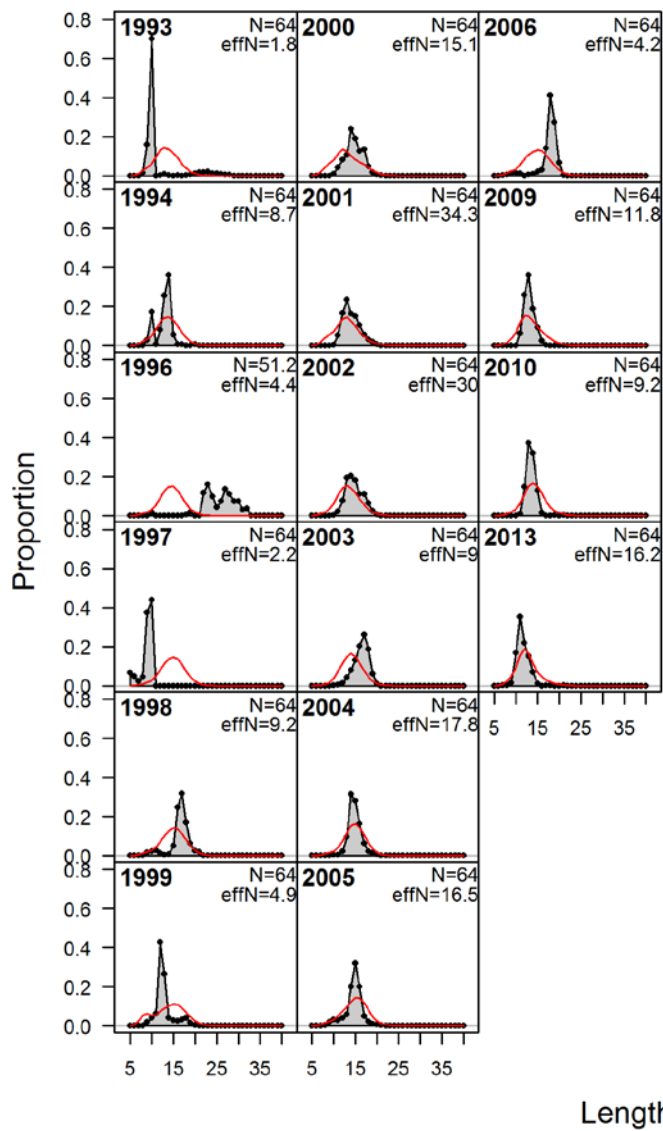 Proportion
0.8
0.6
0.4
0.2
0.0
1993
N=64
effN=1.8
2000
N=64
effN=15.1
2006
N=64
effN=4.2
0.8
0.6
0.4
0.2
0.0
1994
N=64
effN=8.7
2001
N=64
effN=34.3
2009
N=64
effN=11.8
0.8
0.6
0.4
0.2
0.0
1996
N=51.2
effN=4.4
2002
N=64
effN=30
2010
N=64
effN=9.2
0.8
0.6
0.4
0.2
0.0
1997
N=64
effN=2.2
2003
N=64
effN=9
2013
N=64
effN=16.2
5 15 25 35
0.8
0.6
0.4
0.2
0.0
1998
N=64
effN=9.2
2004
N=64
effN=17.8
0.8
0.6
0.4
0.2
0.0
1999
N=64
effN=4.9
2005
N=64
effN=16.5
5 15 25 35
5 15 25 35
Length